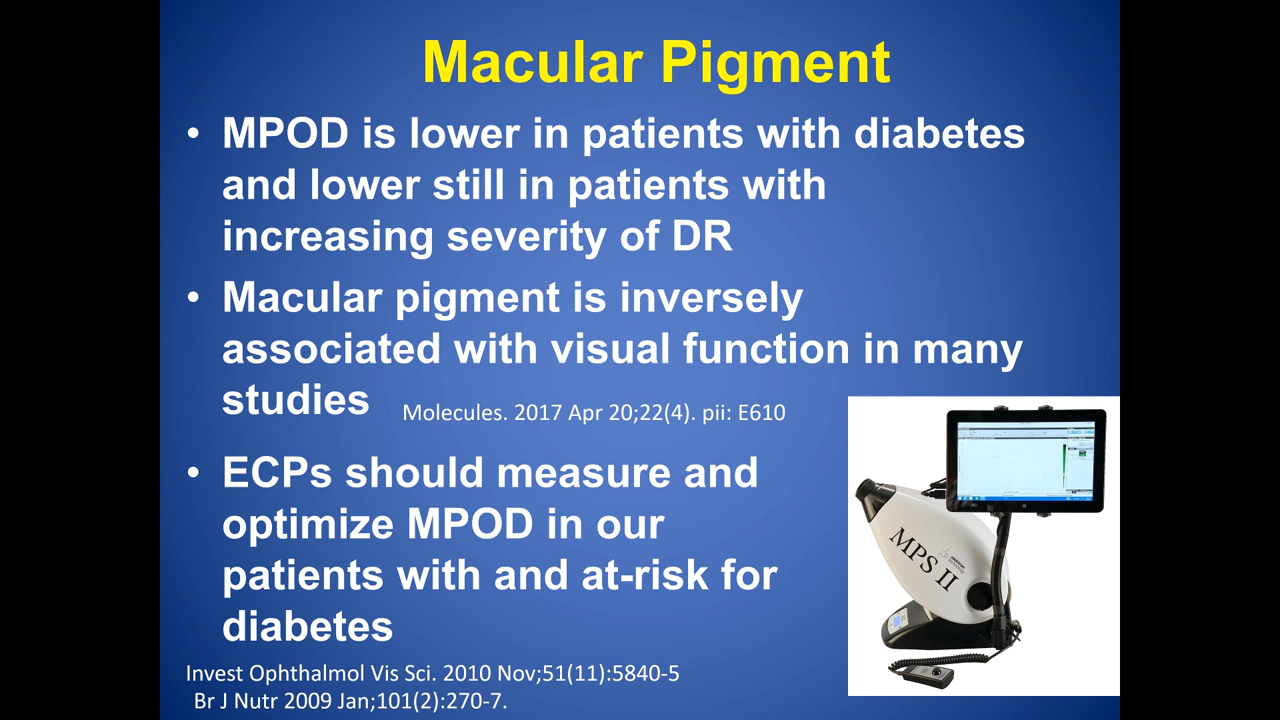 Macular Pigment
• MPOD is lower in patients with diabetes
and lower still in patients with
increasing severity of DR
• Macular pigment is inversely
associated with visual function in many
studies
Molecules. 2017 Apr 20;22(4). pii: E610
• ECPs should measure and
optimize MPOD in our
patients with and at-risk for
diabetes
MPS II
Invest Ophthalmol Vis Sci. 2010 Nov;51(11):5840-5
Br J Nutr 2009 Jan;101(2):270-7.